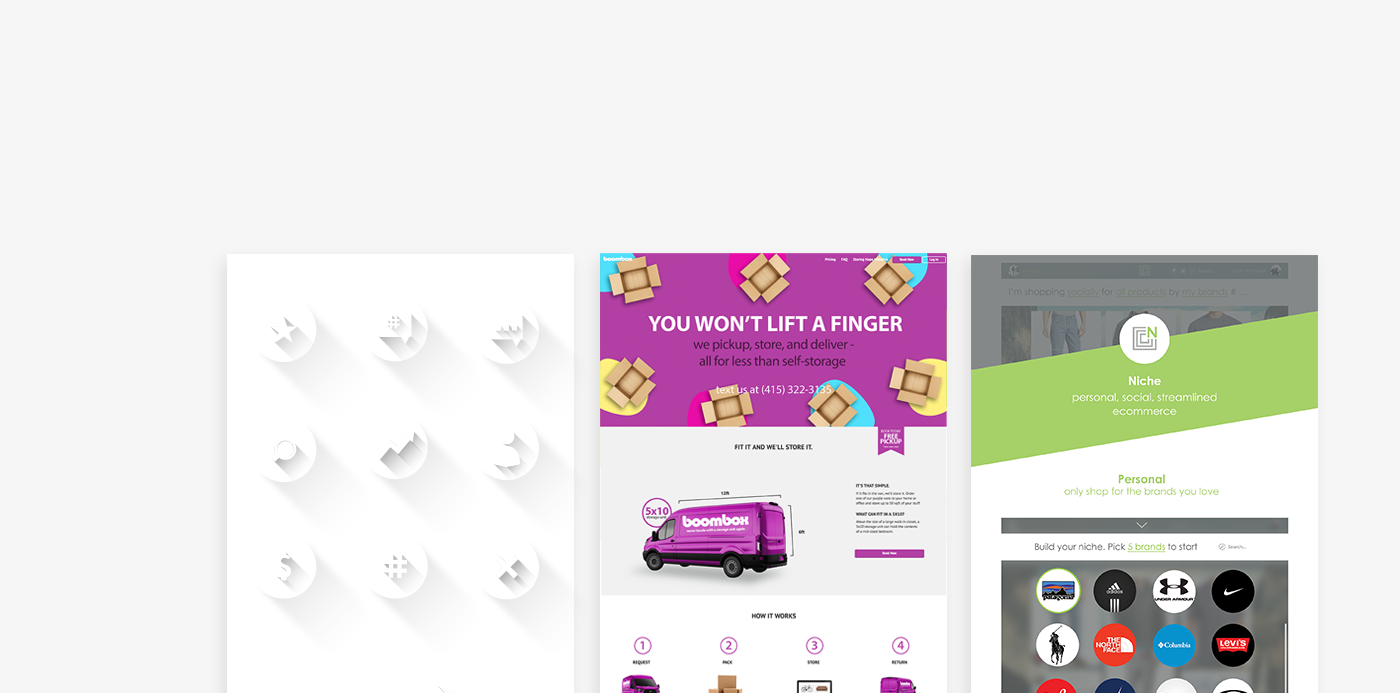 boombox
Pricing FAQ Book Now Log In
YOU WON'T LIFT A FINGER
we pickup, store, and deliver -
all for less than self-storage
text us at (415) 322-3135
FREE
PICKUP
FIT IT AND WE'LL STORE IT.
12ft
5x10
boombox
6ft
IT'S THAT SIMPLE.
WHAT CAN FIT IN A 5X10?
Book Now
HOW IT WORKS
1 2 3 4
REQUEST PACK STORE RETURN
I'm shopping socially for all products by my brands
N
Niche
personal, social, streamlined
ecommerce
Personal
only shop for the brands you love
Build your niche. Pick 5 brands to start
Search...
patagonia
adidas
UNDER ARMOUR
THE
NORTH
FACE
Columbia
LEVI'S
$ #